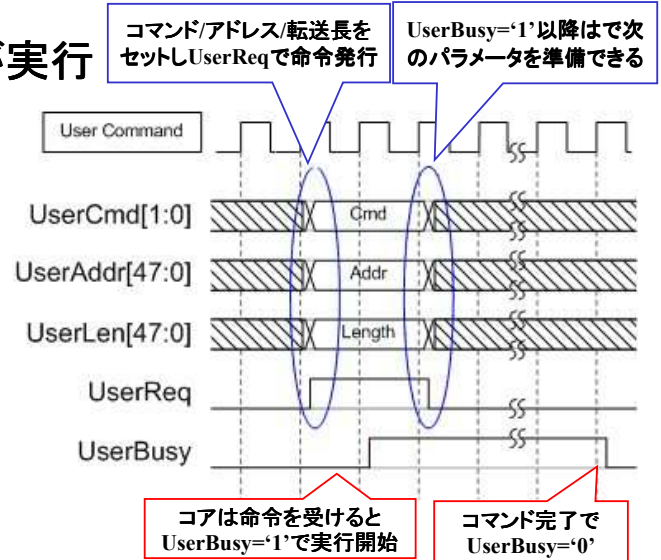 が実行
コマンド/アドレス/転送長を
セットしUserReqで命令発行
UserBusy=‘1’以降はで次
のパラメータを準備できる
User Command
UserCmd[1:0]
Cmd
UserAddr[47:0]
Addr
UserLen[47:0]
Length
UserReq
UserBusy
コアは命令を受けると
UserBusy=‘1’で実行開始
コマンド完了で
UserBusy=‘0’